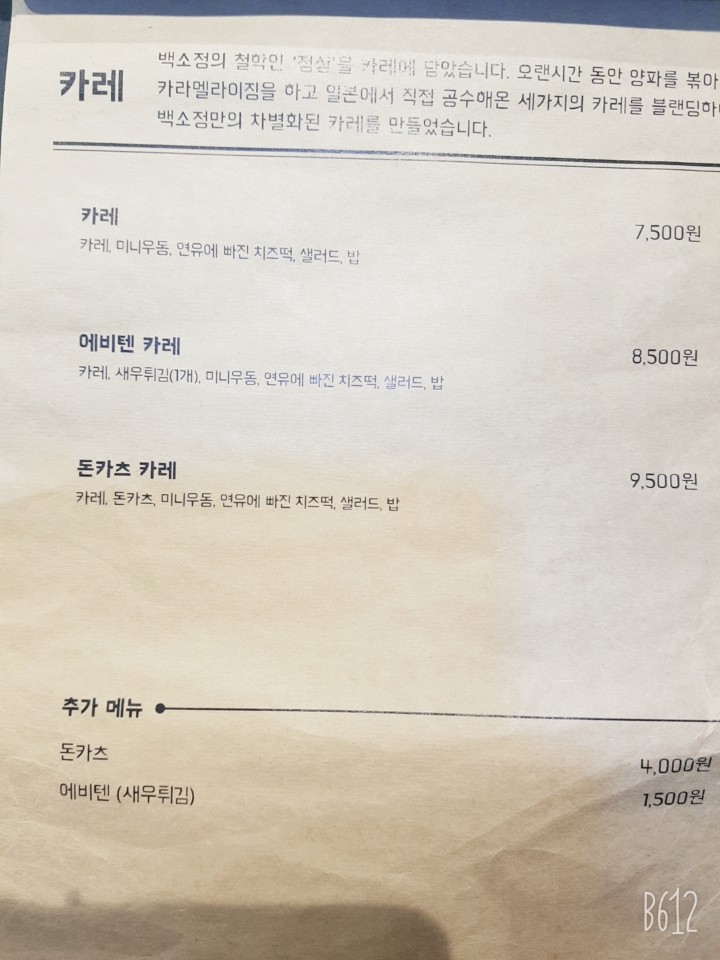 카레
백소정의 철학인 '정성'을 카레에 담았습니다. 오랜시간 동안 양파를 볶아
카라멜라이징을 하고 일본에서 직접 공수해온 세가지의 카레를 블랜딩하
백소정만의 차별화된 카레를 만들었습니다.
카레 7,500원
카레, 미니우동, 연유에 빠진 치즈떡, 샐러드, 밥
에비텐 카레 8,500원
카레, 새우튀김(1개), 미니우동, 연유에 빠진 치즈떡, 샐러드, 밥
돈카츠 카레 9,500원
카레, 돈카츠, 미니우동, 연유에 빠진 치즈떡, 샐러드, 밥
추가 메뉴
돈카츠 4,000원
에비텐 (새우튀김) 1,500원
B612